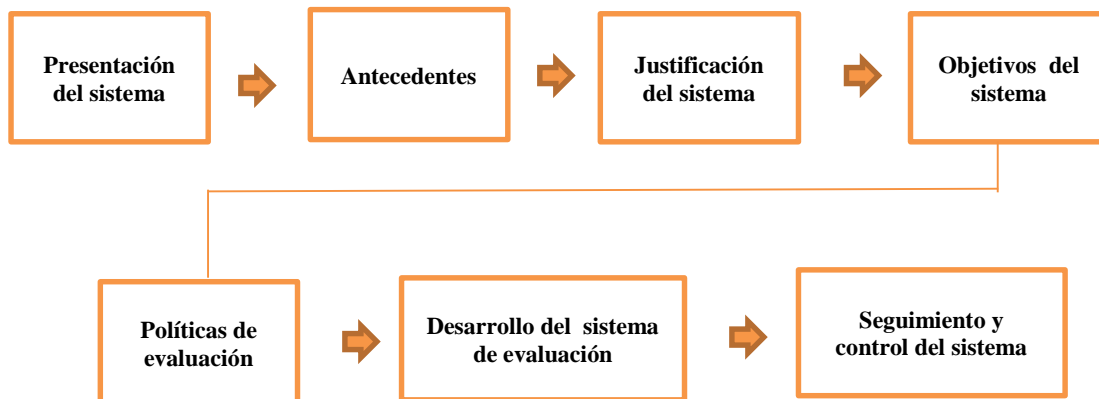 Presentación
del sistema
Antecedentes
Justificación
del sistema
Objetivos del
sistema
Políticas de
evaluación
Desarrollo del sistema
de evaluación
Seguimiento y
control del sistema